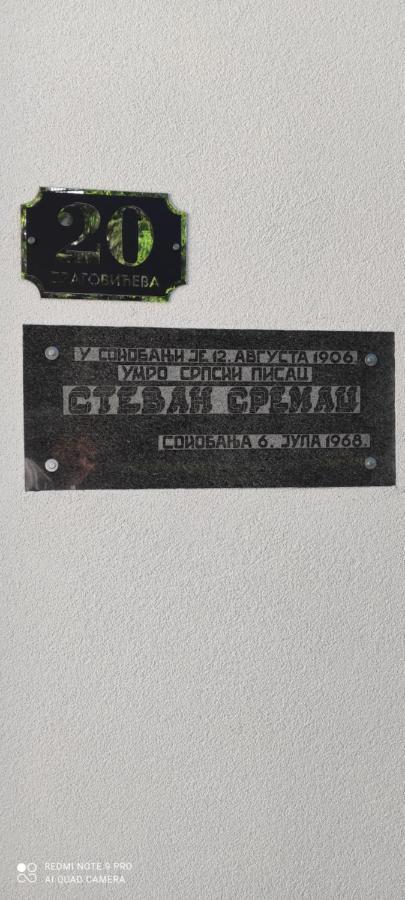 20
ДРАГОВИЋЕВА
У СОКОБАЊИ ЈЕ 12. АВГУСТА 1906.
УМРО СРПСКИ ПИСАЦ
СТЕВАН СРЕМАЦ
СОКОБАЊА 6. ЈУЛА 1968.
REDMI NOTE 9 PRO
AI QUAD CAMERA